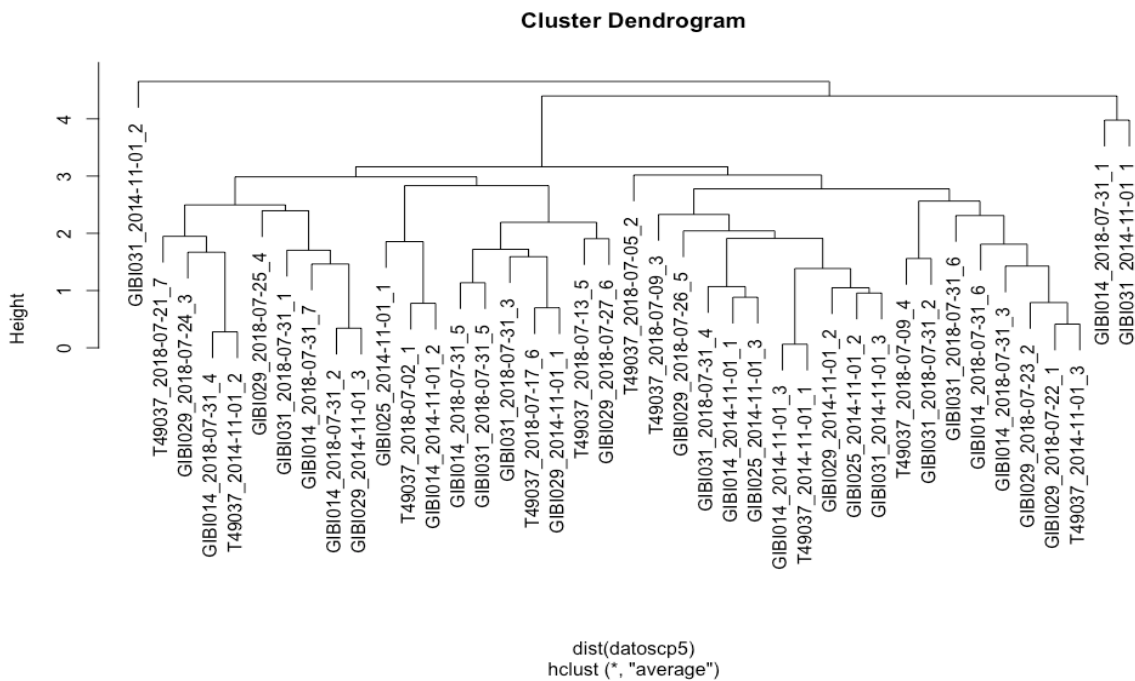 Cluster Dendrogram
Height
4
3
2
1
0
GIBI031_2014-11-01_2
T49037_2018-07-21_7
GIBI029_2018-07-24_3
GIBI014_2018-07-31_4
T49037_2014-11-01_2
GIBI029_2018-07-25_4
GIBI031_2018-07-31_1
GIBI014_2018-07-31_7
GIBI014_2018-07-31_2
GIBI029_2014-11-01_3
GIBI025_2014-11-01_1
T49037_2018-07-02_1
GIBI014_2014-11-01_2
GIBI014_2018-07-31_5
GIBI031_2018-07-31_5
GIBI031_2018-07-31_3
T49037_2018-07-17_6
GIBI029_2014-11-01_1
T49037_2018-07-13_5
GIBI029_2018-07-27_6
T49037_2018-07-05_2
T49037_2018-07-09_3
GIBI029_2018-07-26_5
GIBI031_2018-07-31_4
GIBI014_2014-11-01_1
GIBI025_2014-11-01_3
GIBI014_2014-11-01_3
T49037_2014-11-01_1
GIBI029_2014-11-01_2
GIBI025_2014-11-01_2
GIBI031_2014-11-01_3
T49037_2018-07-09_4
GIBI031_2018-07-31_2
GIBI031_2018-07-31_6
GIBI014_2018-07-31_6
GIBI014_2018-07-31_3
GIBI029_2018-07-23_2
GIBI029_2018-07-22_1
T49037_2014-11-01_3
GIBI014_2018-07-31_1
GIBI031_2014-11-01_1
dist(datoscp5)
hclust (*, "average")